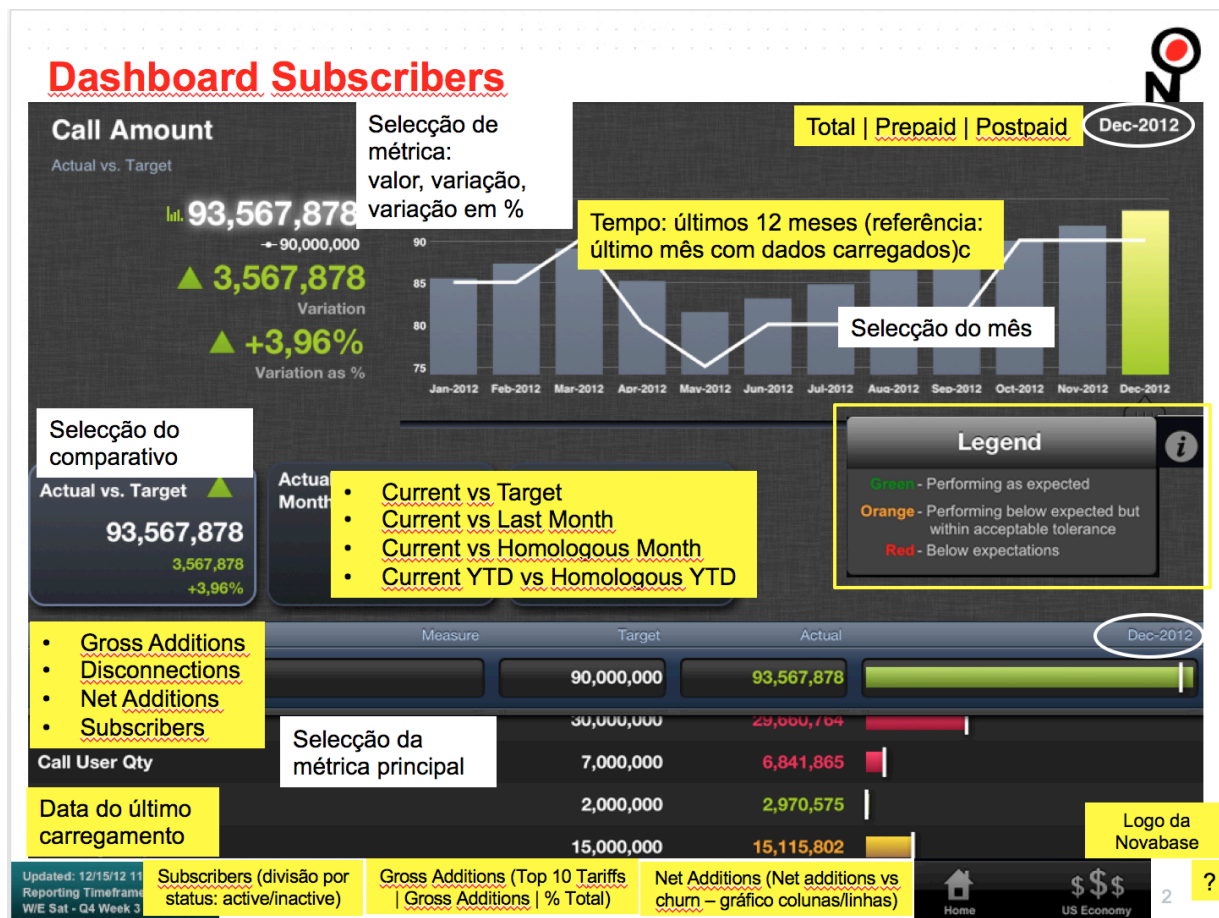 Dashboard Subscribers
Call Amount
Actual vs. Target
93,567,878
90,000,000
3,567,878
Variation
+3,96%
Variation as %
Selecção de
métrica:
valor, variação,
variação em %
Total | Prepaid | Postpaid
Dec-2012
Tempo: últimos 12 meses (referência:
último mês com dados carregados)c
90
85
80
75
Selecção do mês
Jan-2012 Feb-2012 Mar-2012 Apr-2012 May-2012 Jun-2012 Jul-2012 Aug-2012 Sep-2012 Oct-2012 Nov-2012 Dec-2012
Selecção do
comparativo
Actual vs. Target
93,567,878
3,567,878
+3,96%
Actua
Month
• Current vs Target
• Current vs Last Month
• Current vs Homologous Month
• Current YTD vs Homologous YTD
Legend
i
Green - Performing as expected
Orange - Performing below expected but
within acceptable tolerance
Red - Below expectations
Measure Target Actual Dec-2012
• Gross Additions
• Disconnections
• Net Additions
• Subscribers
90,000,000 93,567,878
30,000,000 29,660,764
Selecção da
métrica principal
Call User Qty 7,000,000 6,841,865
2,000,000 2,970,575
15,000,000 15,115,802
Data do último
carregamento
Logo da
Novabase
Updated: 12/15/12 11
Reporting Timeframe
W/E Sat - Q4 Week 3
Subscribers (divisão por
status: active/inactive)
Gross Additions (Top 10 Tariffs
| Gross Additions | % Total)
Net Additions (Net additions vs
churn – gráfico colunas/linhas)
Home
$$$
US Economy
2
?